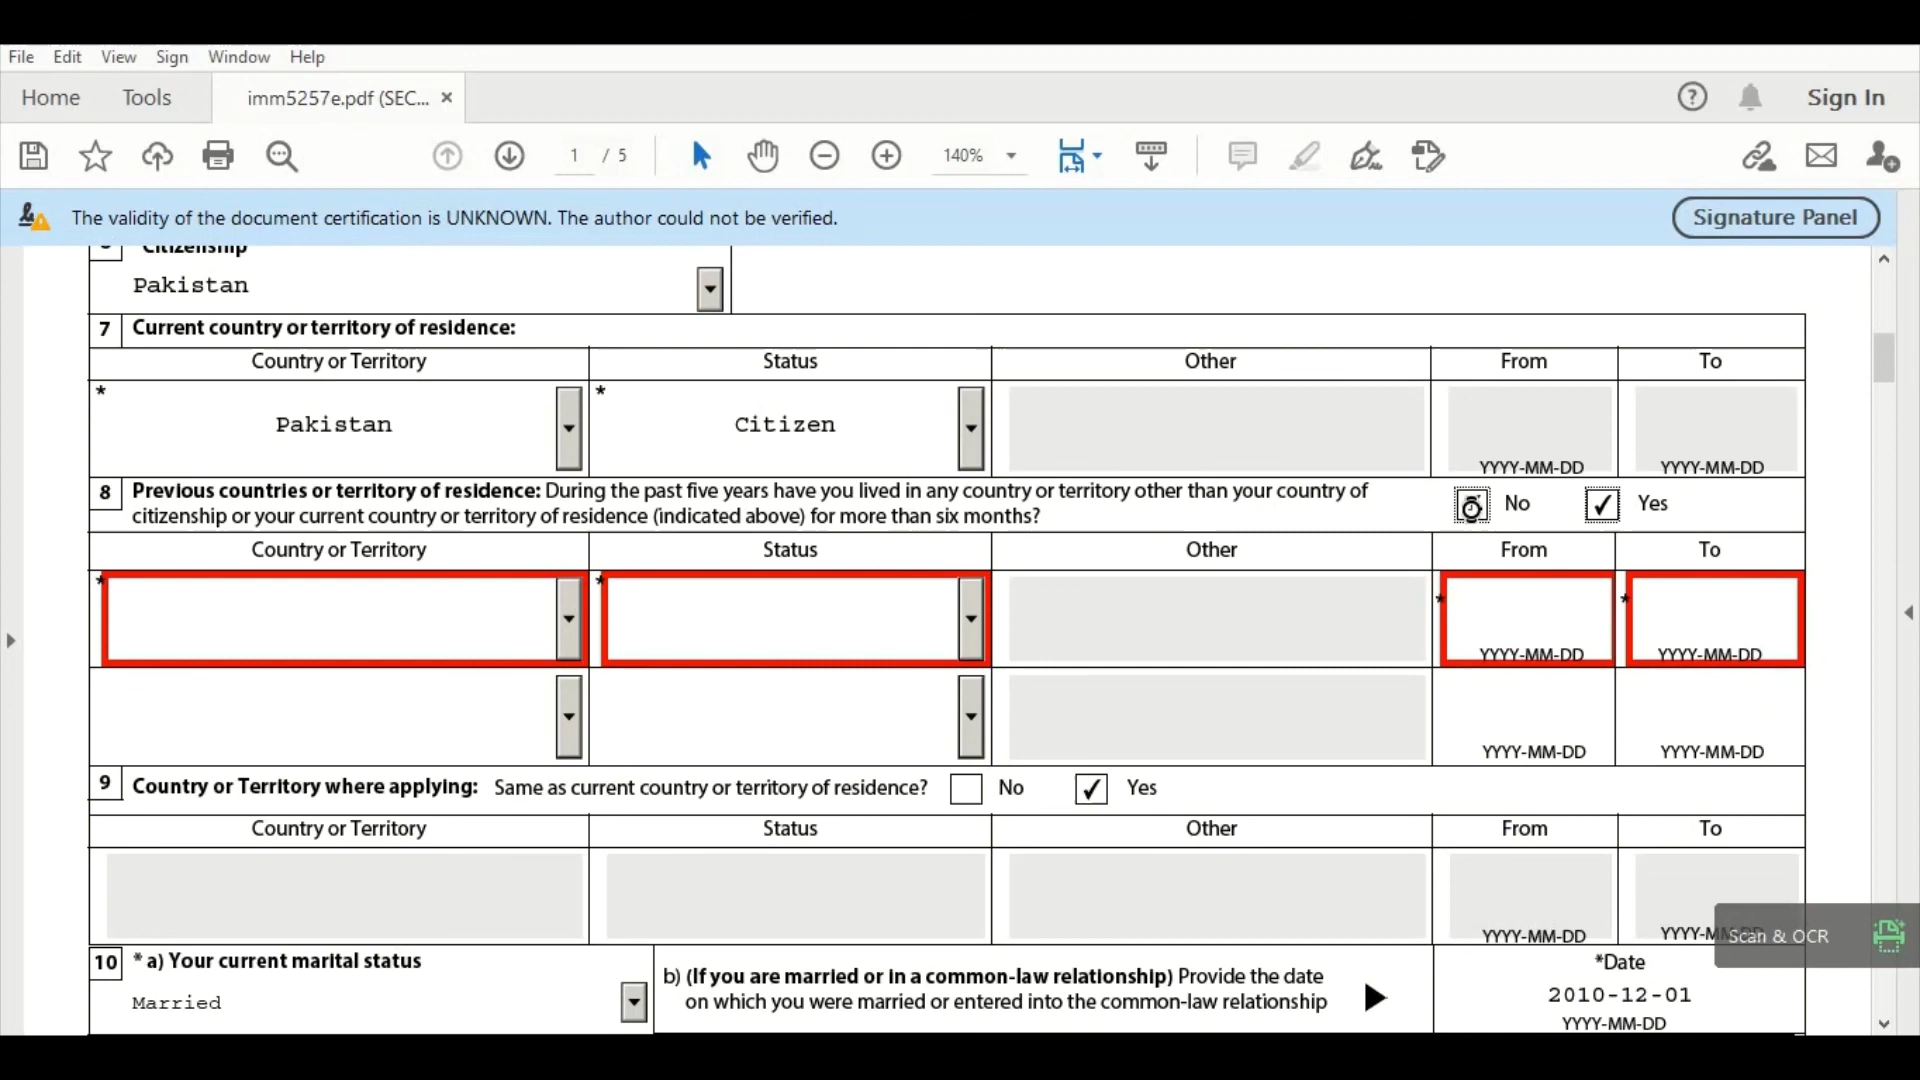 File Edit View Sign Window Help
Home Tools imm5257e.pdf (SEC... × Sign In
1 / 5 140%
The validity of the document certification is UNKNOWN. The author could not be verified. Signature Panel
Citizenship
Pakistan
7 Current country or territory of residence:
Country or Territory Status Other From To
* Pakistan * Citizen
YYYY-MM-DD YYYY-MM-DD
8 Previous countries or territory of residence: During the past five years have you lived in any country or territory other than your country of
citizenship or your current country or territory of residence (indicated above) for more than six months? No ✓ Yes
Country or Territory Status Other From To
* * * *
YYYY-MM-DD YYYY-MM-DD
YYYY-MM-DD YYYY-MM-DD
9 Country or Territory where applying: Same as current country or territory of residence? No ✓ Yes
Country or Territory Status Other From To
YYYY-MM-DD
Scan & OCR
10 * a) Your current marital status
Married
b) (If you are married or in a common-law relationship) Provide the date
on which you were married or entered into the common-law relationship
*Date
2010-12-01
YYYY-MM-DD